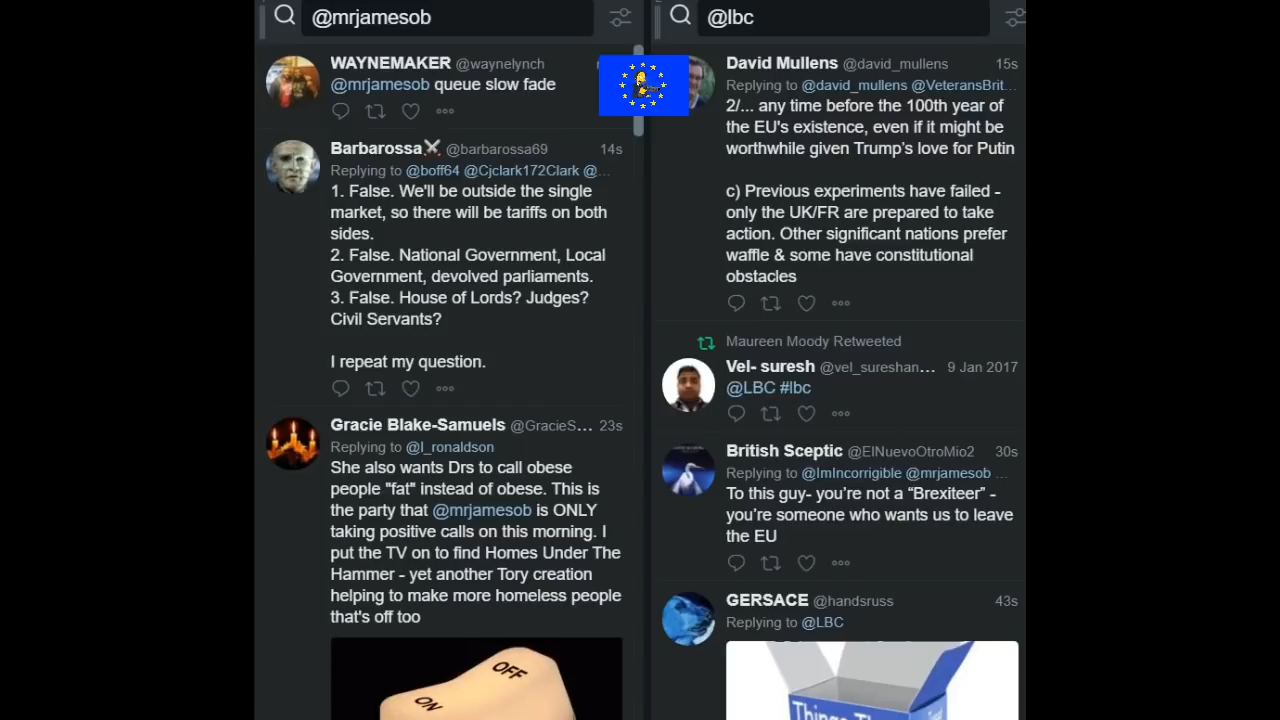 @mrjamesob
WAYNEMAKER @waynelynch
@mrjamesob queue slow fade
Barbarossa⚔ @barbarossa69 14s
Replying to @boff64 @Cjclark172Clark @...
1. False. We'll be outside the single
market, so there will be tariffs on both
sides.
2. False. National Government, Local
Government, devolved parliaments.
3. False. House of Lords? Judges?
Civil Servants?
I repeat my question.
Gracie Blake-Samuels @GracieS... 23s
Replying to @l_ronaldson
She also wants Drs to call obese
people "fat" instead of obese. This is
the party that @mrjamesob is ONLY
taking positive calls on this morning. I
put the TV on to find Homes Under The
Hammer - yet another Tory creation
helping to make more homeless people
that's off too
OFF
ON
@lbc
David Mullens @david_mullens 15s
Replying to @david_mullens @VeteransBrit...
2/... any time before the 100th year of
the EU's existence, even if it might be
worthwhile given Trump's love for Putin
c) Previous experiments have failed -
only the UK/FR are prepared to take
action. Other significant nations prefer
waffle & some have constitutional
obstacles
Maureen Moody Retweeted
Vel- suresh @vel_sureshan... 9 Jan 2017
@LBC #lbc
British Sceptic @ElNuevoOtroMio2 30s
Replying to @ImIncorrigible @mrjamesob ...
To this guy- you're not a “Brexiteer” -
you're someone who wants us to leave
the EU
GERSACE @handsruss 43s
Replying to @LBC
Things